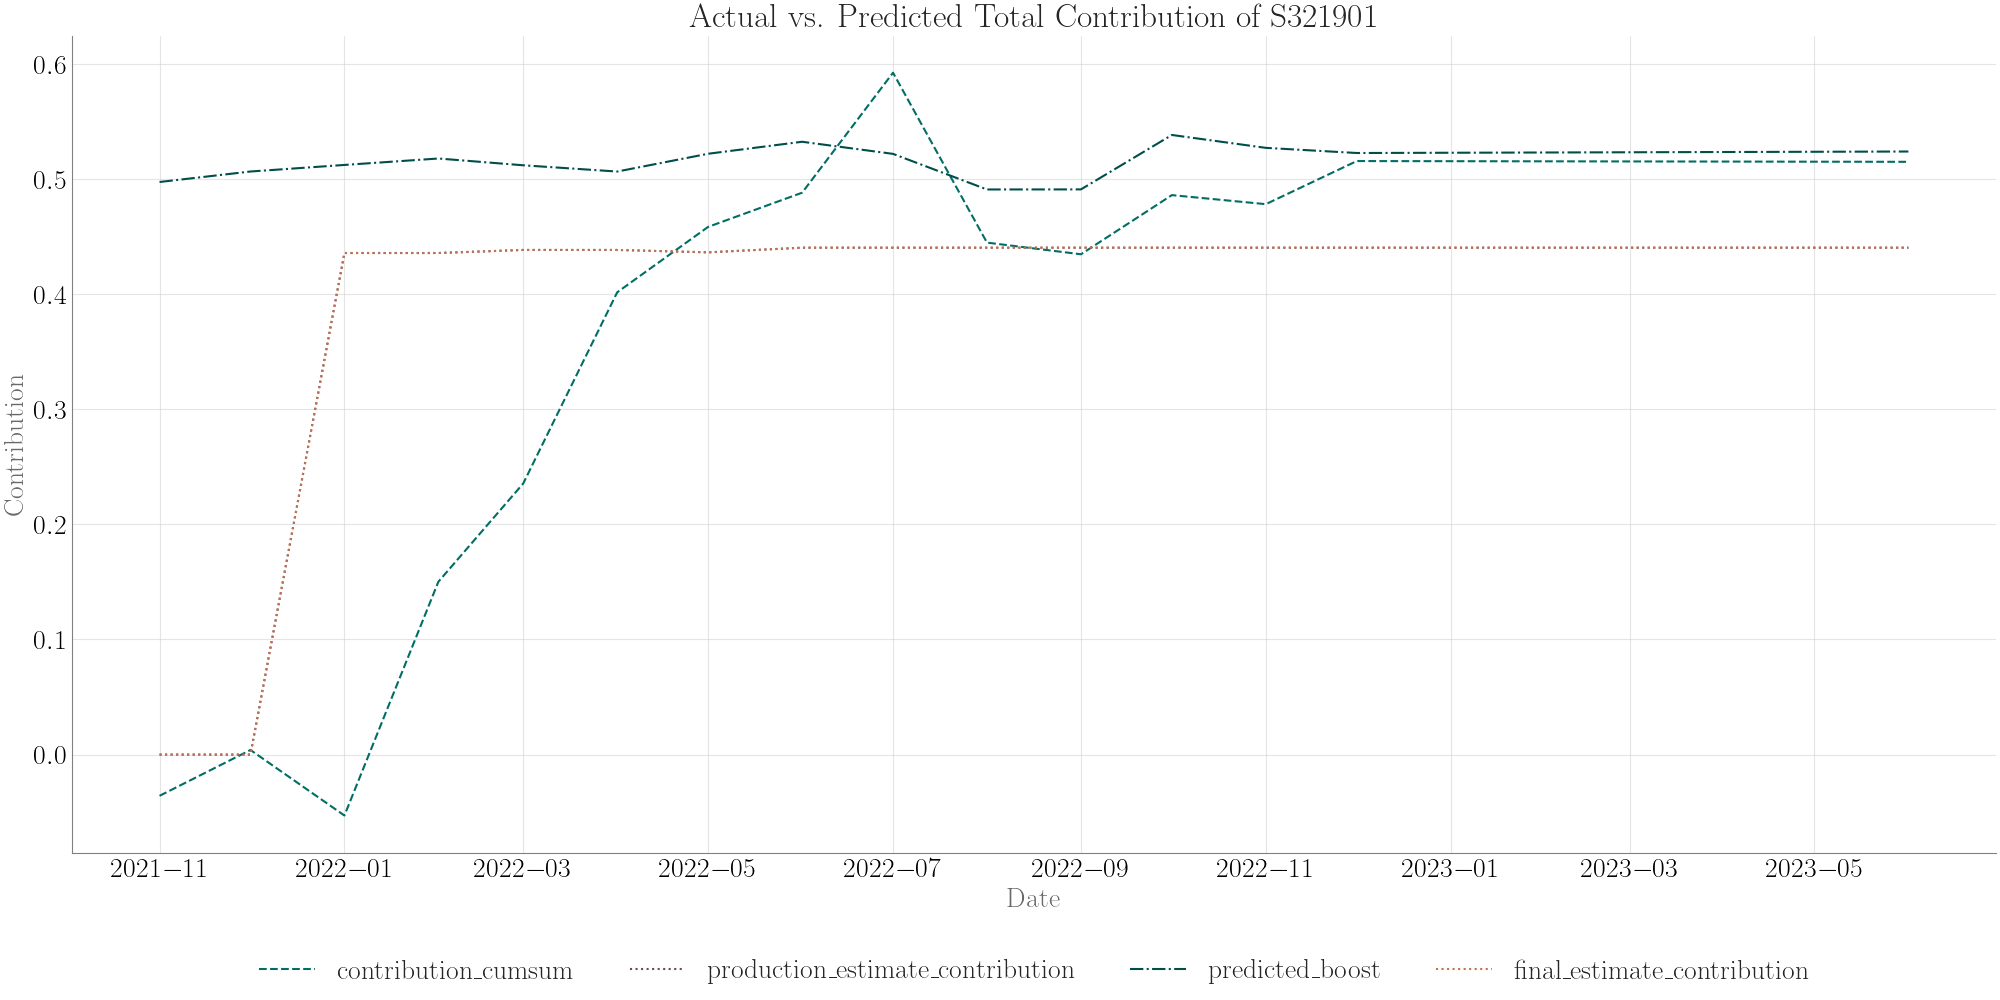 Actual vs. Predicted Total Contribution of S321901
0.6
0.5
0.4
0.3
0.2
0.1
0.0
Contribution
2021−11 2022−01 2022−03 2022−05 2022−07 2022−09 2022−11 2023−01 2023−03 2023−05
Date
contribution_cumsum production_estimate_contribution predicted_boost final_estimate_contribution